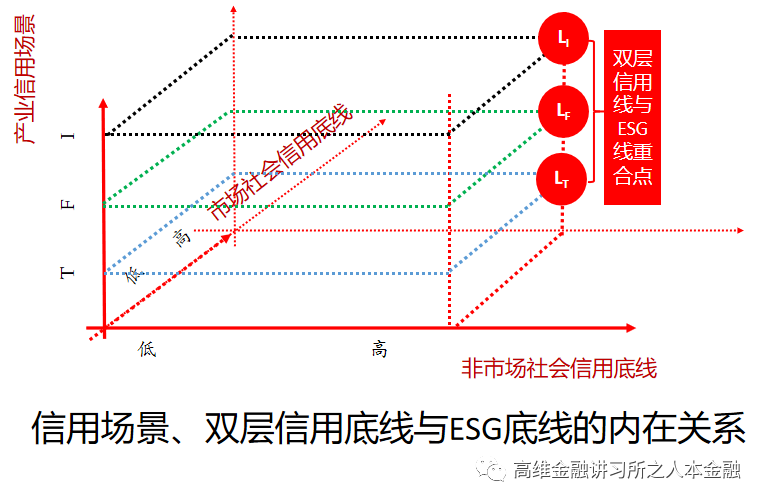 产业信用场景
L_I
双层
信用
线与
ESG
线重
合点
I
L_F
市场社会信用底线
L_T
F
高
低
T
低
高
非市场社会信用底线
信用场景、双层信用底线与ESG底线的内在关系
高维金融讲习所之人本金融